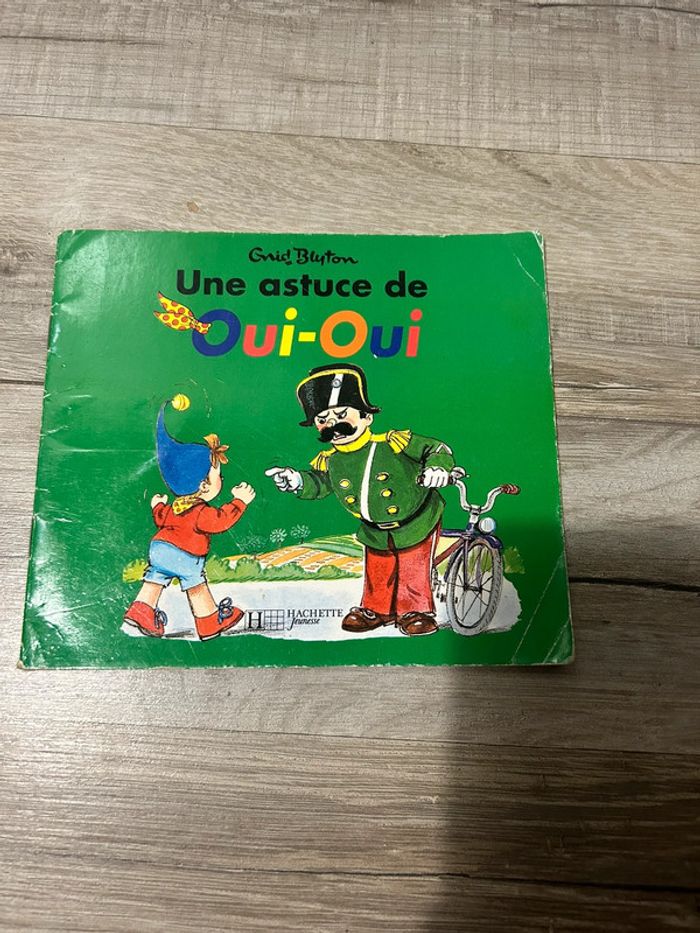 Enid Blyton
Une astuce de
Oui-Oui
H HACHETTE
Jeunesse